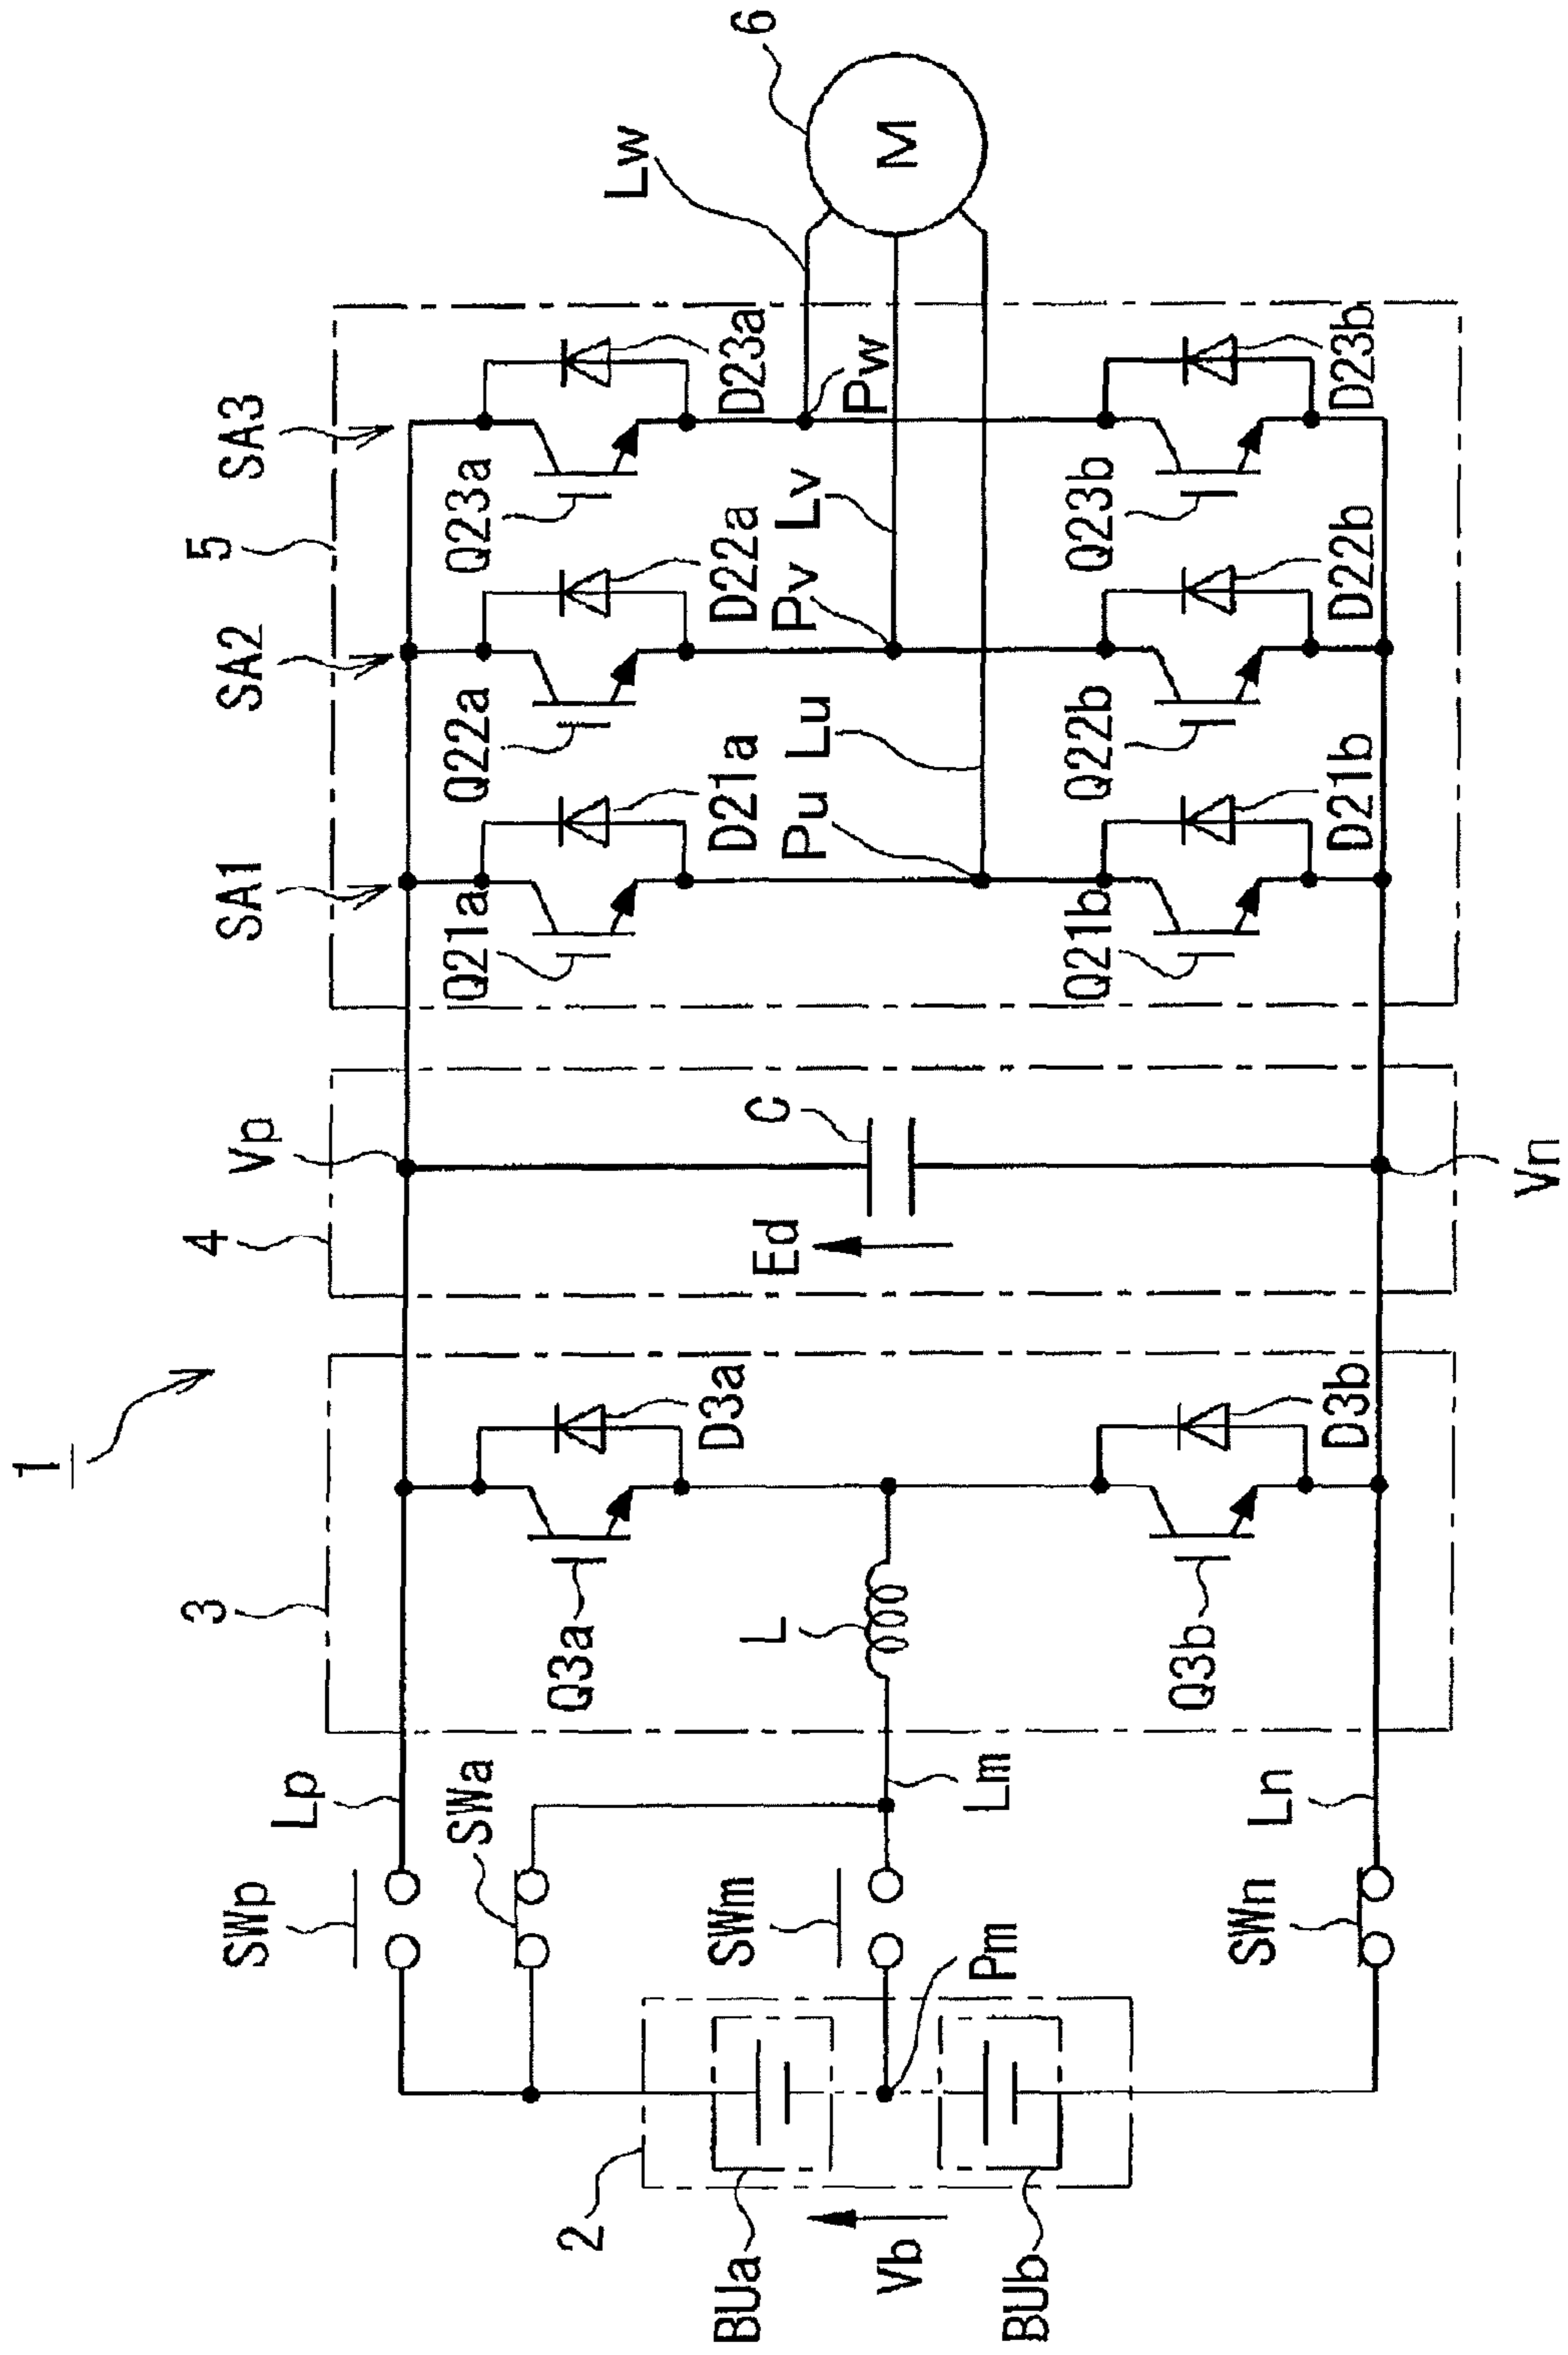 1
2
3
4
5
6
SA1
SA2
SA3
SWp
Lp
SWa
SWm
Lm
Pm
SWn
Ln
BUa
Vb
BUb
Q3a
D3a
L
Q3b
D3b
Vp
Ed
C
Vn
Q21a
D21a
Q22a
D22a
Q23a
D23a
Pu
Lu
Pv
Lv
Pw
Lw
M
Q21b
D21b
Q22b
D22b
Q23b
D23b